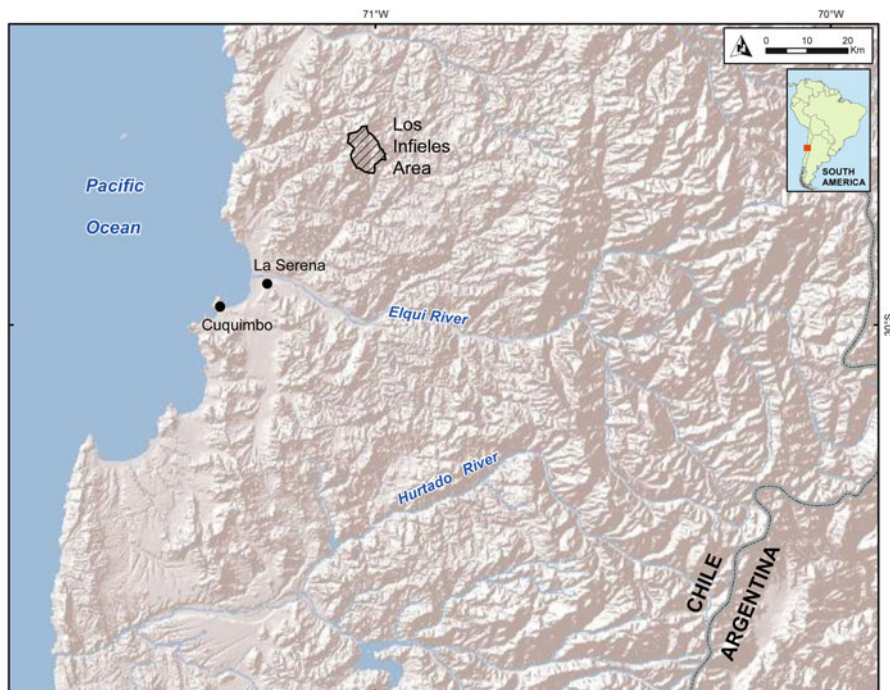 71°W
70°W
N
0 10 20
Km
SOUTH
AMERICA
Los
Infieles
Area
Pacific
Ocean
La Serena
Cuquimbo
Elqui River
30°S
Hurtado River
CHILE
ARGENTINA